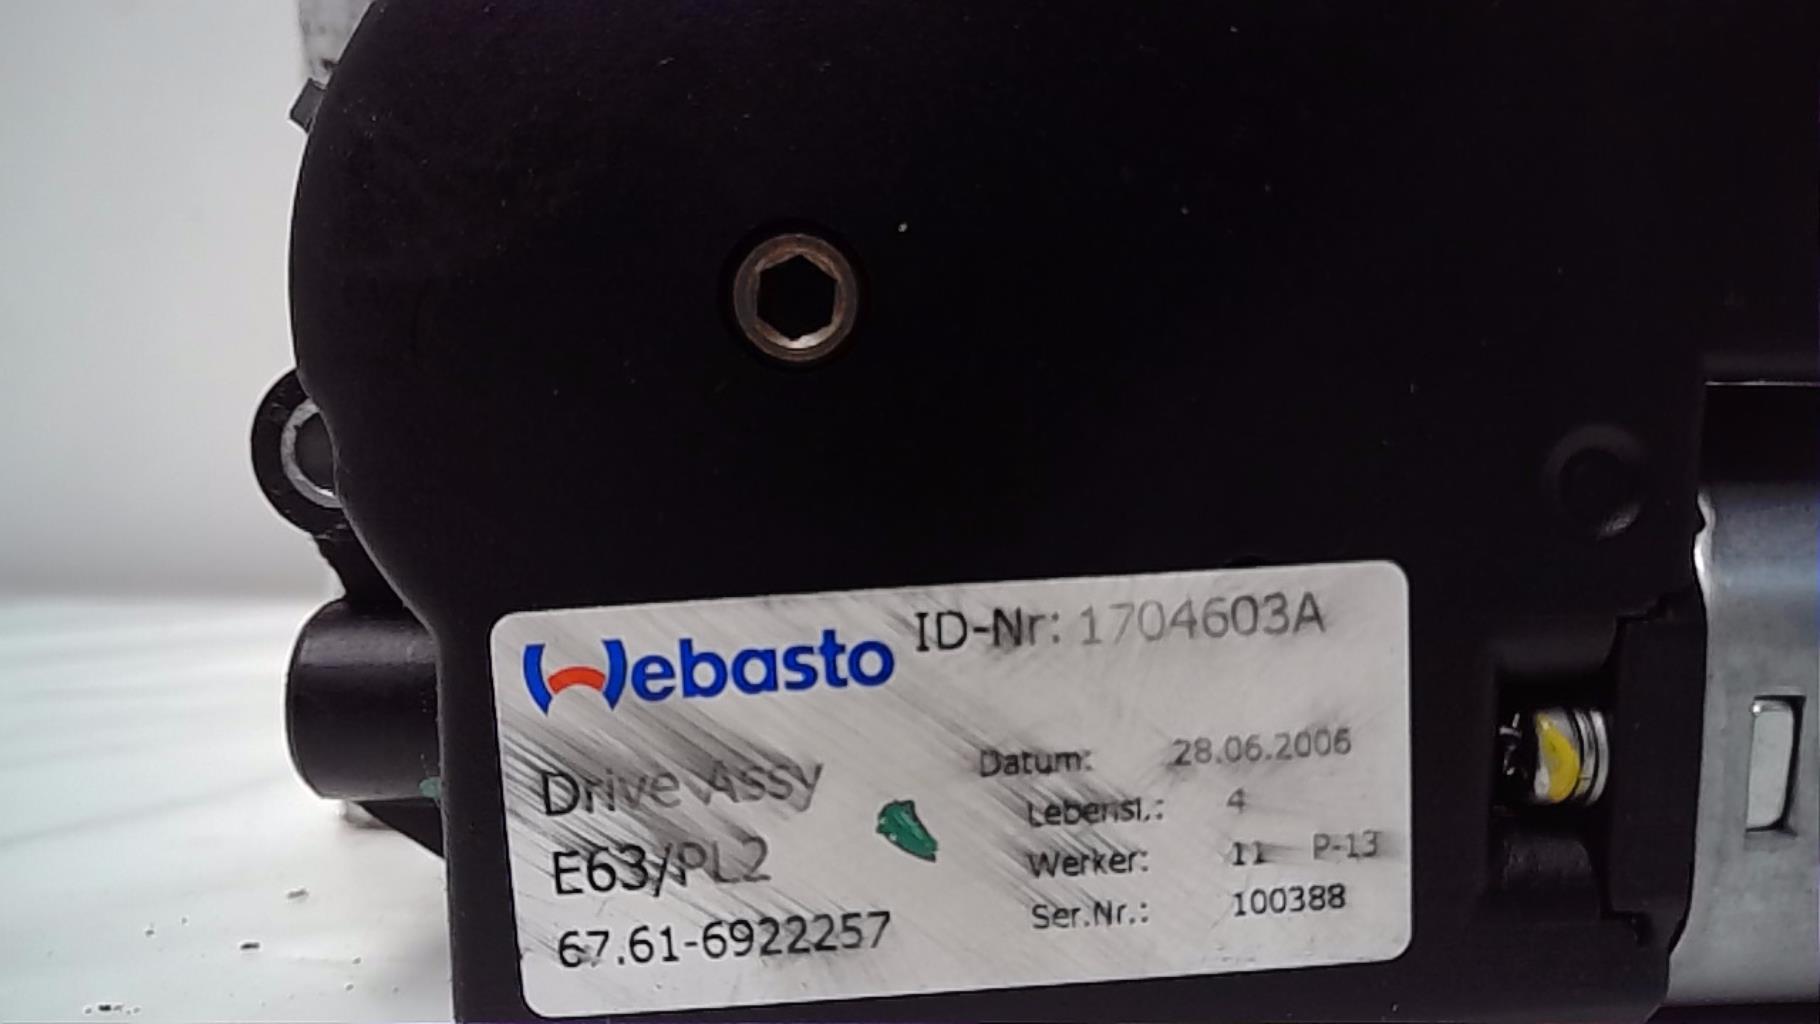 Webasto ID-Nr: 1704603A
Drive Assy
E63/PL2
67.61-6922257
Datum: 28.06.2006
Lebensl.: 4
Werker: 11 P-13
Ser.Nr.: 100388